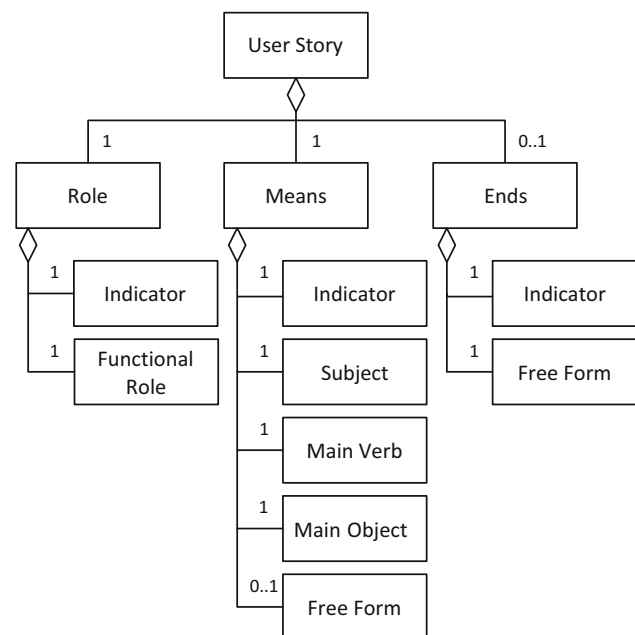 User Story
1
1
0..1
Role
Means
Ends
1
Indicator
1
Functional
Role
1
Indicator
1
Subject
1
Main Verb
1
Main Object
0..1
Free Form
1
Indicator
1
Free Form